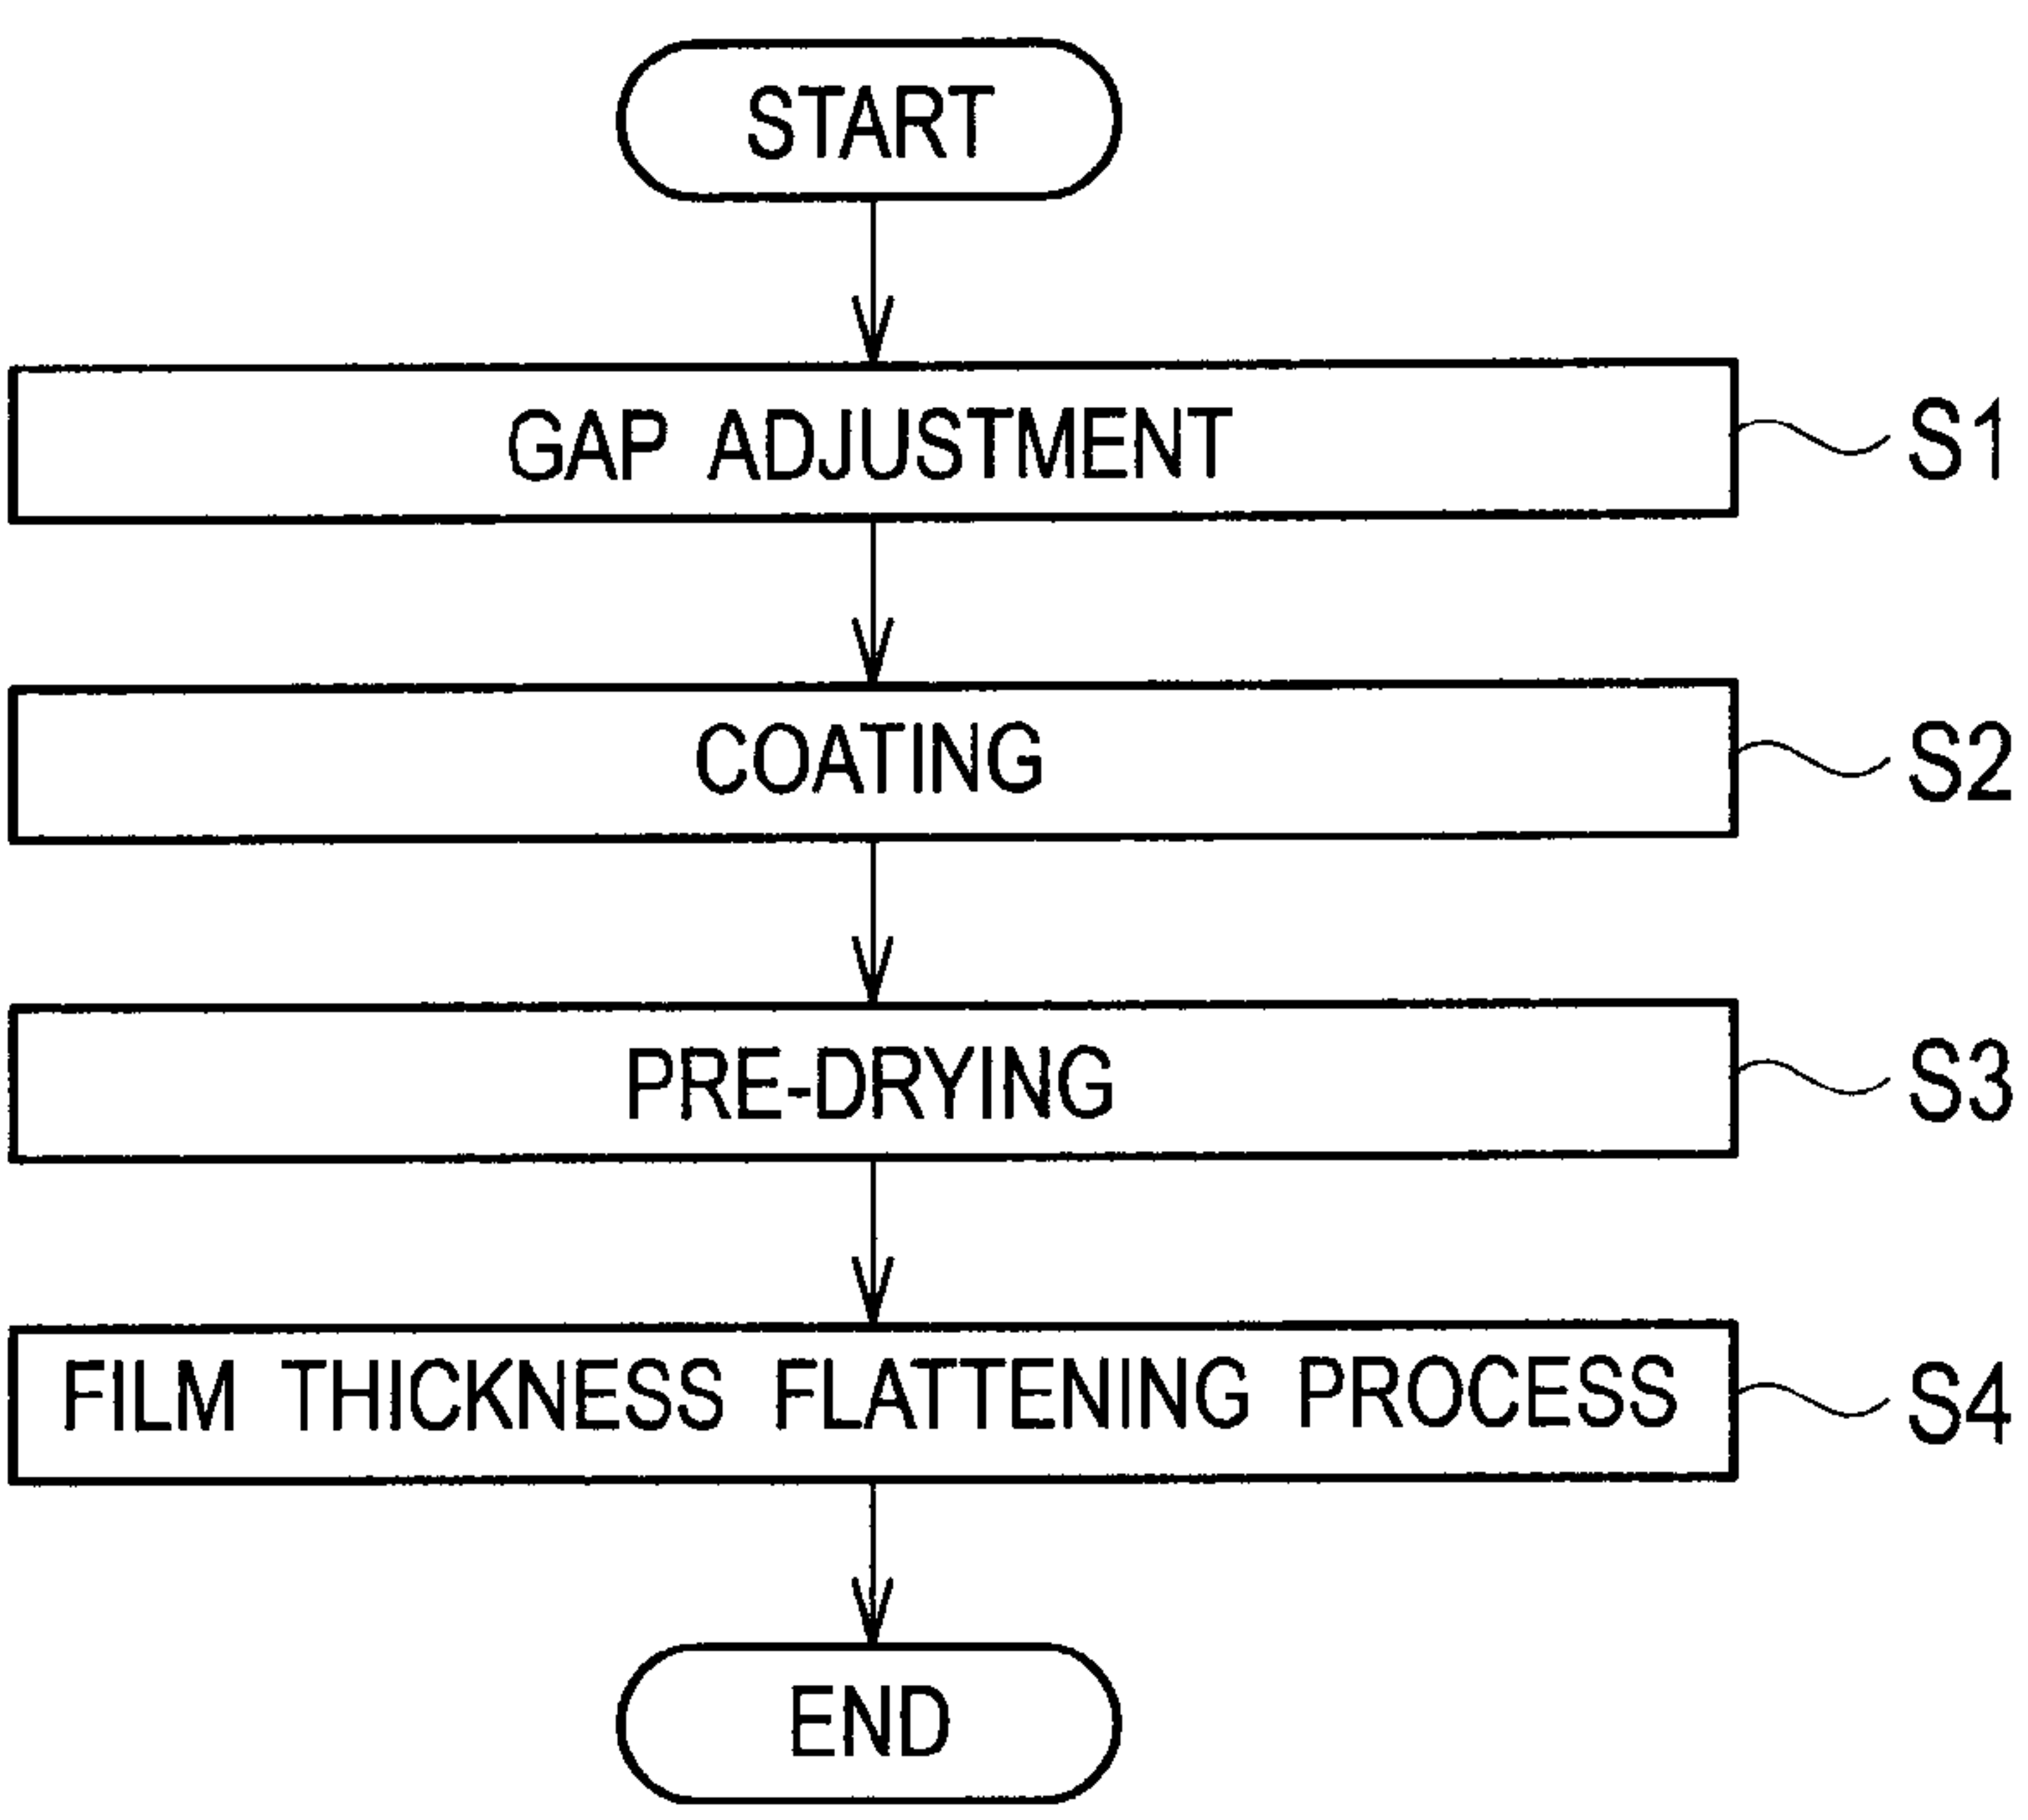 START
GAP ADJUSTMENT
S1
COATING
S2
PRE-DRYING
S3
FILM THICKNESS FLATTENING PROCESS
S4
END